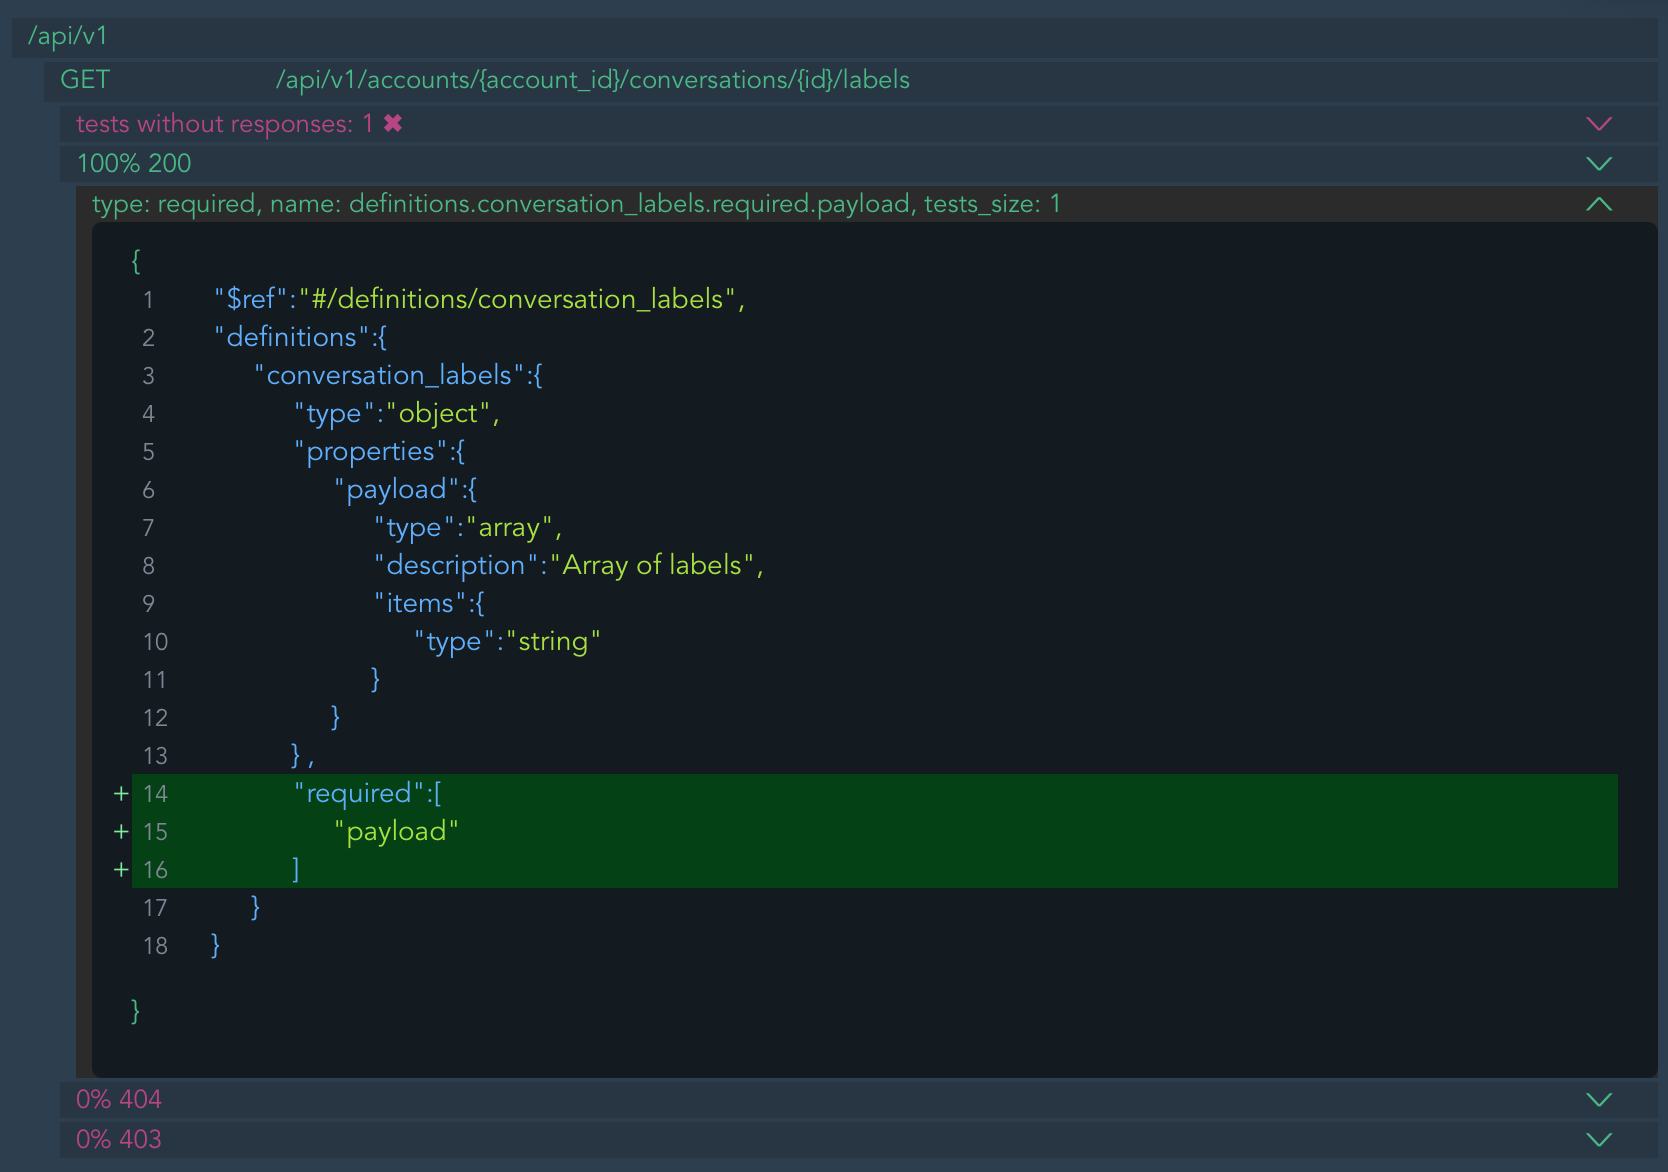 /api/v1
GET /api/v1/accounts/{account_id}/conversations/{id}/labels
tests without responses: 1 ✖
100% 200
type: required, name: definitions.conversation_labels.required.payload, tests_size: 1
{
1 "$ref":"#/definitions/conversation_labels",
2 "definitions":{
3 "conversation_labels":{
4 "type":"object",
5 "properties":{
6 "payload":{
7 "type":"array",
8 "description":"Array of labels",
9 "items":{
10 "type":"string"
11 }
12 }
13 } ,
+ 14 "required":[
+ 15 "payload"
+ 16 ]
17 }
18 }
}
0% 404
0% 403